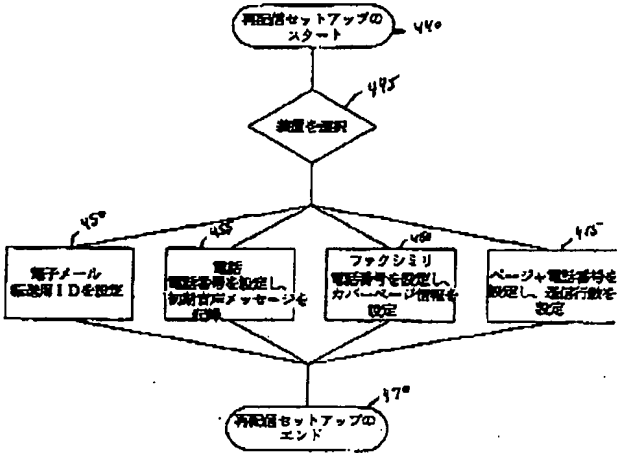 再配信セットアップの
スタート
440
445
装置を選択
450
455
460
415
電子メール
転送用IDを設定
電話
電話番号を設定し、
初期音声メッセージを
記録
ファクシミリ
電話番号を設定し、
カバーページ情報を
設定
ページャ電話番号を
設定し、送信行数を
設定
470
再配信セットアップの
エンド